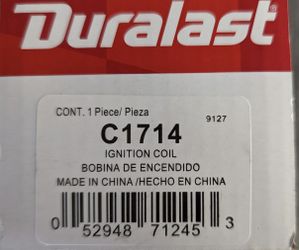 Duralast
CONT. 1 Piece/ Pieza
9127
C1714
IGNITION COIL
BOBINA DE ENCENDIDO
MADE IN CHINA /HECHO EN CHINA
0 52948 71245 3